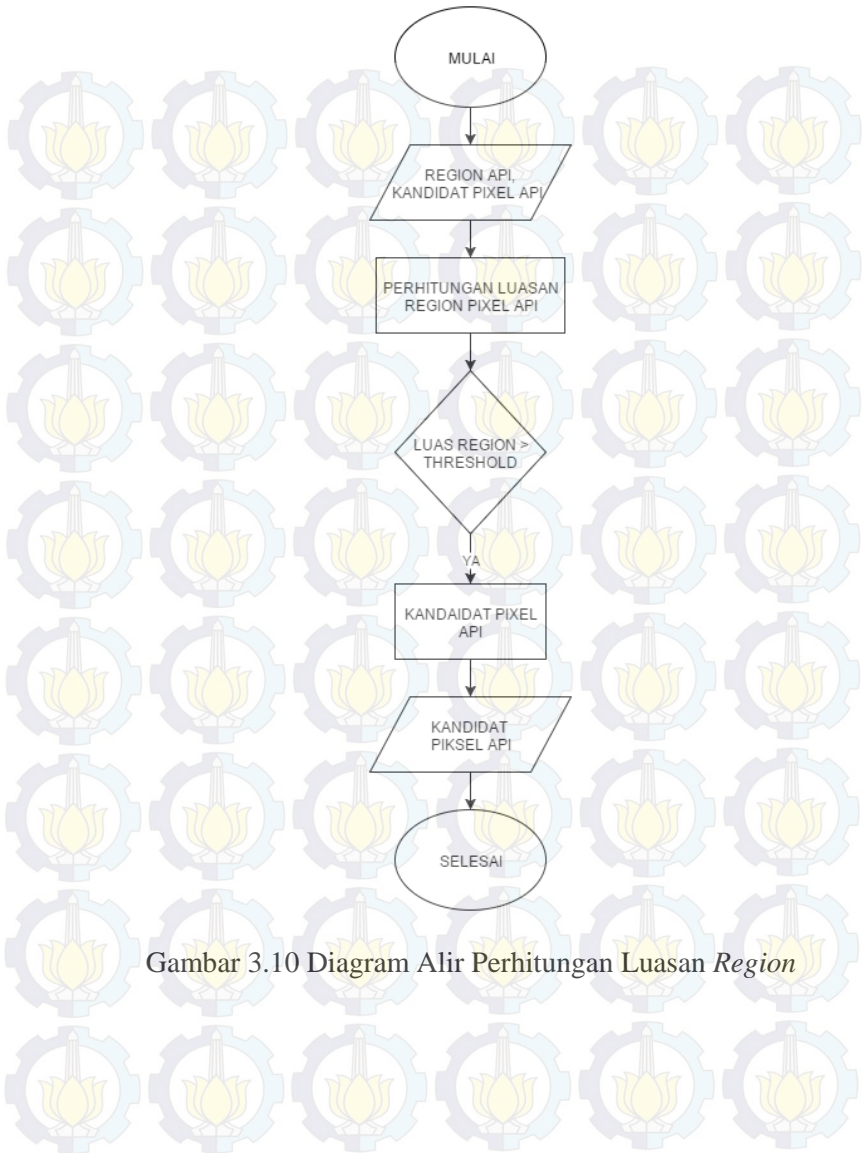 MULAI
REGION API,
KANDIDAT PIXEL API
PERHITUNGAN LUASAN
REGION PIXEL API
LUAS REGION >
THRESHOLD
YA
KANDAIDAT PIXEL
API
KANDIDAT
PIKSEL API
SELESAI
Gambar 3.10 Diagram Alir Perhitungan Luasan Region